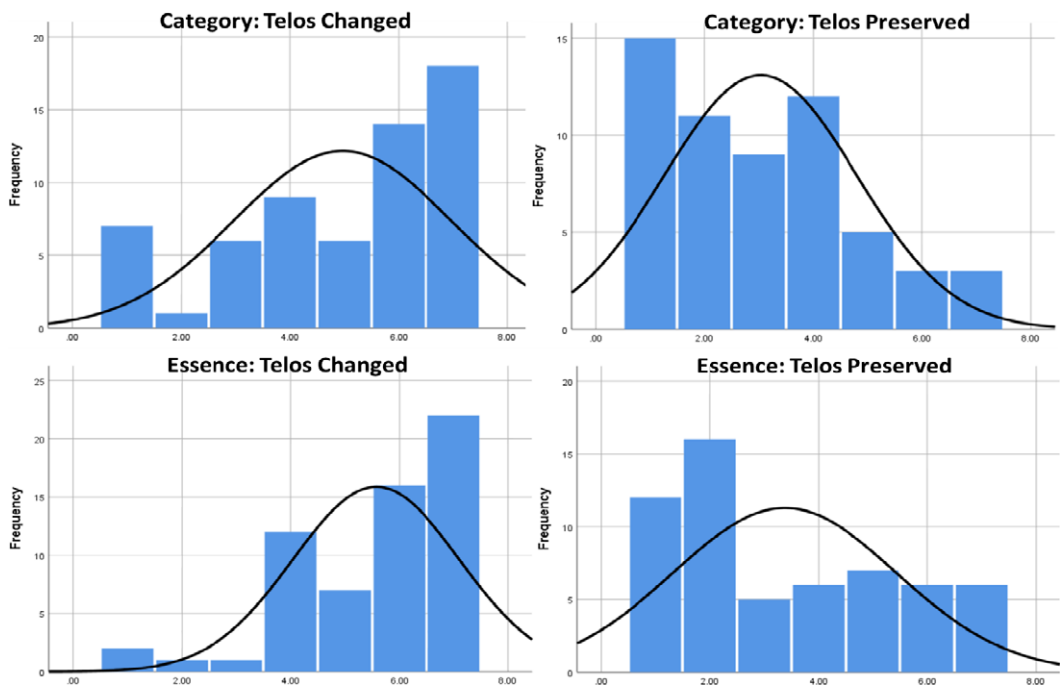 Category: Telos Changed
20
15
10
5
0
Frequency
.00 2.00 4.00 6.00 8.00
Category: Telos Preserved
15
10
5
0
Frequency
.00 2.00 4.00 6.00 8.00
Essence: Telos Changed
25
20
15
10
5
0
Frequency
.00 2.00 4.00 6.00 8.00
Essence: Telos Preserved
20
15
10
5
0
Frequency
.00 2.00 4.00 6.00 8.00